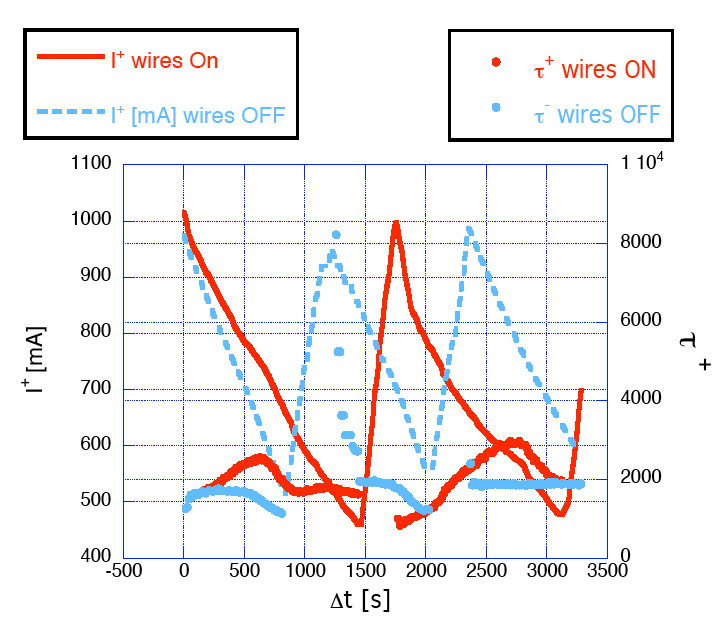 I⁺ wires On
I⁺ [mA] wires OFF
τ⁺ wires ON
τ⁻ wires OFF
1100
1000
900
800
700
600
500
400
I⁺ [mA]
1 10⁴
8000
6000
4000
2000
0
τ₊
-500 0 500 1000 1500 2000 2500 3000 3500
Δt [s]